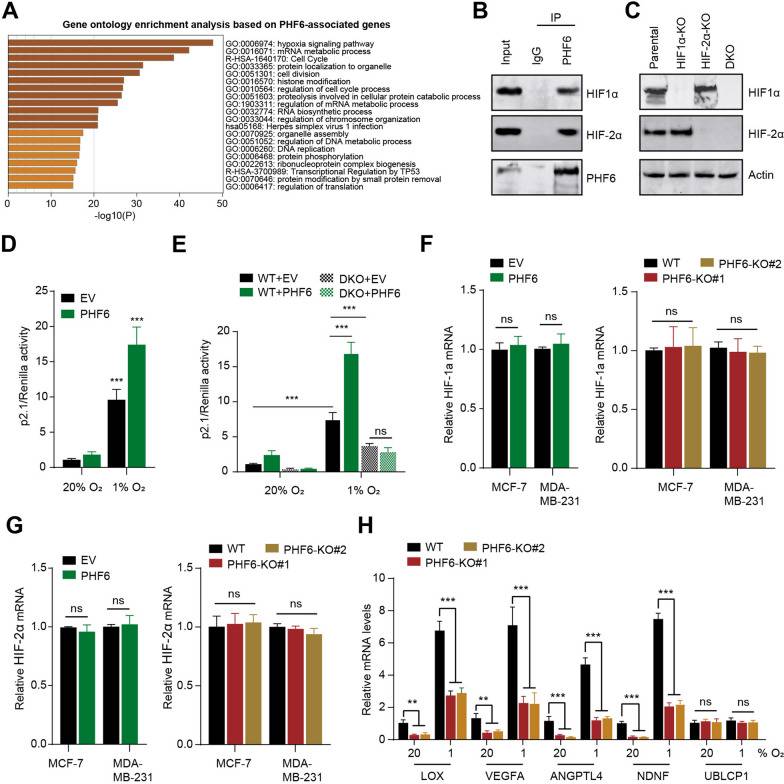 A
Gene ontology enrichment analysis based on PHF6-associated genes
GO:0006974: hypoxia signaling pathway
GO:0016071: mRNA metabolic process
R-HSA-1640170: Cell Cycle
GO:0033365: protein localization to organelle
GO:0051301: cell division
GO:0016570: histone modification
GO:0010564: regulation of cell cycle process
GO:0051603: proteolysis involved in cellular protein catabolic process
GO:1903311: regulation of mRNA metabolic process
GO:0032774: RNA biosynthetic process
GO:0033044: regulation of chromosome organization
hsa05168: Herpes simplex virus 1 infection
GO:0070925: organelle assembly
GO:0051052: regulation of DNA metabolic process
GO:0006260: DNA replication
GO:0006468: protein phosphorylation
GO:0022613: ribonucleoprotein complex biogenesis
R-HSA-3700989: Transcriptional Regulation by TP53
GO:0070646: protein modification by small protein removal
GO:0006417: regulation of translation
0 10 20 30 40 50
-log10(P)
B
IP
Input IgG PHF6
HIF1α
HIF-2α
PHF6
C
Parental HIF1α-KO HIF-2α-KO DKO
HIF1α
HIF-2α
Actin
D
EV
PHF6
p2.1/Renilla activity
25
20
15
10
5
0
***
***
20% O₂ 1% O₂
E
WT+EV DKO+EV
WT+PHF6 DKO+PHF6
p2.1/Renilla activity
25
20
15
10
5
0
***
***
***
ns
20% O₂ 1% O₂
F
EV
PHF6
Relative HIF-1a mRNA
1.5
1.0
0.5
0
ns ns
MCF-7 MDA-
MB-231
WT PHF6-KO#2
PHF6-KO#1
Relative HIF-1a mRNA
1.5
1.0
0.5
0
ns ns
MCF-7 MDA-
MB-231
G
EV
PHF6
Relative HIF-2α mRNA
1.5
1.0
0.5
0
ns ns
MCF-7 MDA-
MB-231
WT PHF6-KO#2
PHF6-KO#1
Relative HIF-2α mRNA
1.5
1.0
0.5
0
ns ns
MCF-7 MDA-
MB-231
H
WT PHF6-KO#2
PHF6-KO#1
Relative mRNA levels
8
6
4
2
0
** *** ** *** *** *** *** *** ns ns
20 1 20 1 20 1 20 1 20 1 % O₂
LOX VEGFA ANGPTL4 NDNF UBLCP1